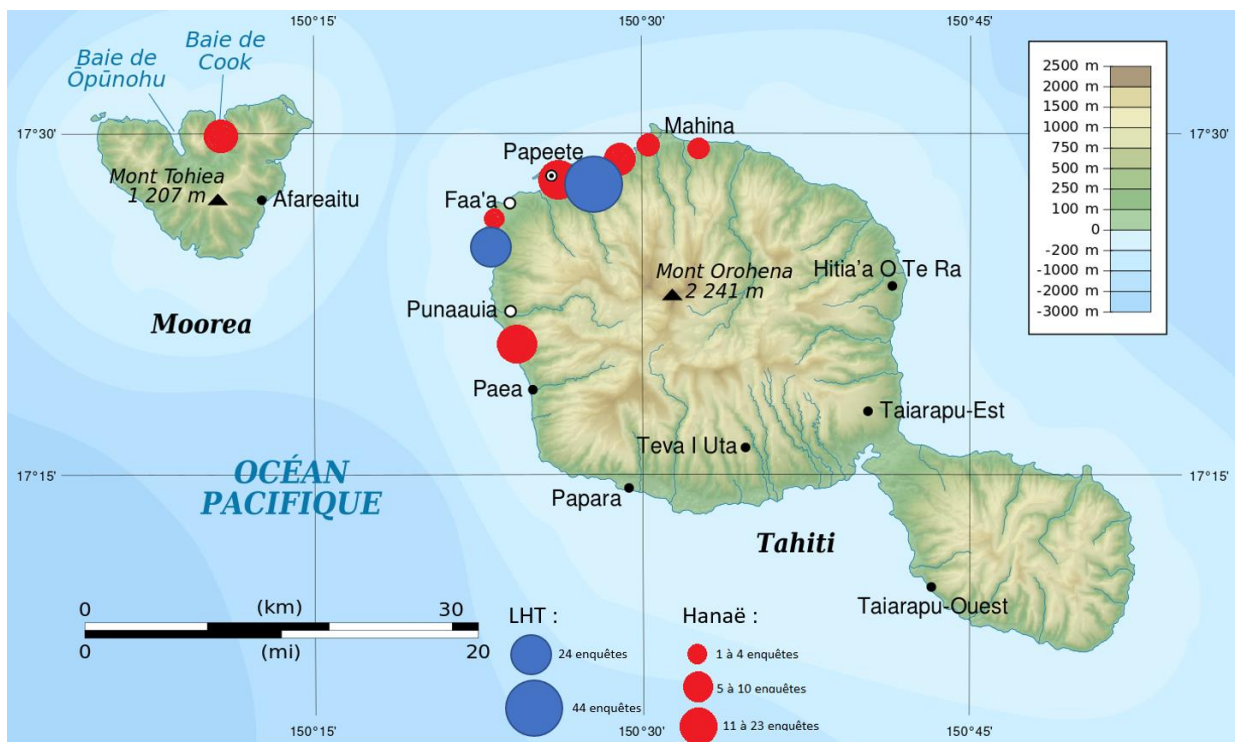 150°15'
150°30'
150°45'
Baie de
Cook
Baie de
Ōpūnohu
2500 m
2000 m
1500 m
1000 m
750 m
500 m
250 m
100 m
0
-200 m
-1000 m
-2000 m
-3000 m
17°30'
17°30'
Mahina
Papeete
Mont Tohiea
1 207 m
Afareaitu
Faa'a
Mont Orohena
2 241 m
Hitia'a O Te Ra
Moorea
Punaauia
Paea
Taiarapu-Est
Teva I Uta
OCÉAN
PACIFIQUE
17°15'
17°15'
Papara
Tahiti
Taiarapu-Ouest
0
(km)
30
0
(mi)
20
LHT :
24 enquêtes
44 enquêtes
Hanaë :
1 à 4 enquêtes
5 à 10 enquêtes
11 à 23 enquêtes
150°15'
150°30'
150°45'